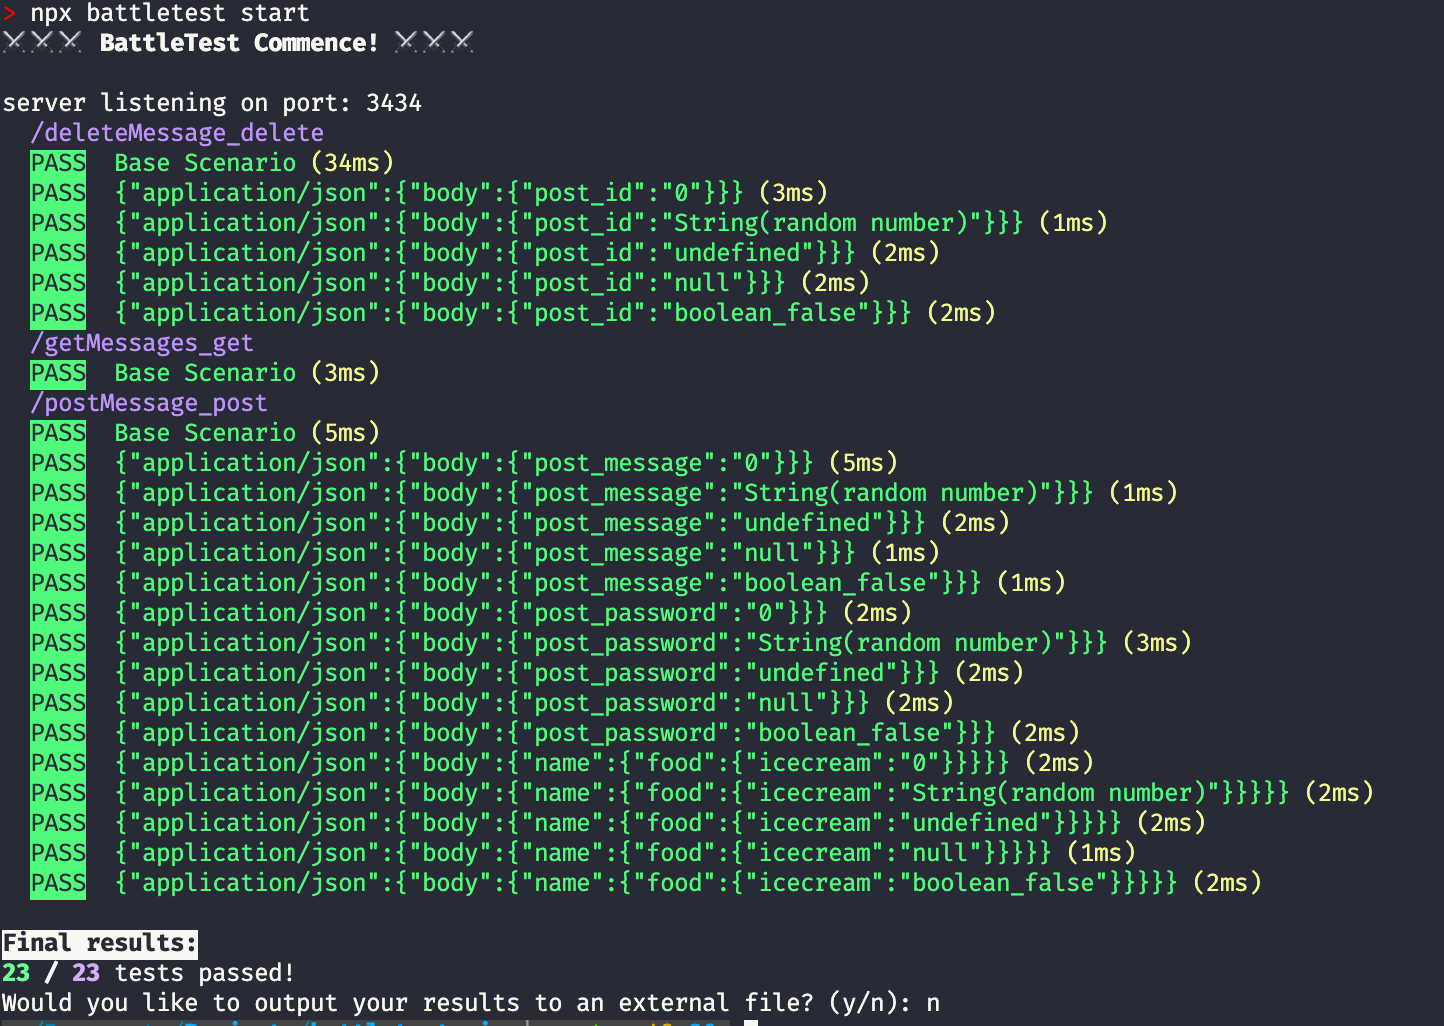 > npx battletest start
⚔⚔⚔ BattleTest Commence! ⚔⚔⚔
server listening on port: 3434
/deleteMessage_delete
PASS Base Scenario (34ms)
PASS {"application/json":{"body":{"post_id":"0"}}} (3ms)
PASS {"application/json":{"body":{"post_id":"String(random number)"}}} (1ms)
PASS {"application/json":{"body":{"post_id":"undefined"}}} (2ms)
PASS {"application/json":{"body":{"post_id":"null"}}} (2ms)
PASS {"application/json":{"body":{"post_id":"boolean_false"}}} (2ms)
/getMessages_get
PASS Base Scenario (3ms)
/postMessage_post
PASS Base Scenario (5ms)
PASS {"application/json":{"body":{"post_message":"0"}}} (5ms)
PASS {"application/json":{"body":{"post_message":"String(random number)"}}} (1ms)
PASS {"application/json":{"body":{"post_message":"undefined"}}} (2ms)
PASS {"application/json":{"body":{"post_message":"null"}}} (1ms)
PASS {"application/json":{"body":{"post_message":"boolean_false"}}} (1ms)
PASS {"application/json":{"body":{"post_password":"0"}}} (2ms)
PASS {"application/json":{"body":{"post_password":"String(random number)"}}} (3ms)
PASS {"application/json":{"body":{"post_password":"undefined"}}} (2ms)
PASS {"application/json":{"body":{"post_password":"null"}}} (2ms)
PASS {"application/json":{"body":{"post_password":"boolean_false"}}} (2ms)
PASS {"application/json":{"body":{"name":{"food":{"icecream":"0"}}}}} (2ms)
PASS {"application/json":{"body":{"name":{"food":{"icecream":"String(random number)"}}}}} (2ms)
PASS {"application/json":{"body":{"name":{"food":{"icecream":"undefined"}}}}} (2ms)
PASS {"application/json":{"body":{"name":{"food":{"icecream":"null"}}}}} (1ms)
PASS {"application/json":{"body":{"name":{"food":{"icecream":"boolean_false"}}}}} (2ms)
Final results:
23 / 23 tests passed!
Would you like to output your results to an external file? (y/n): n